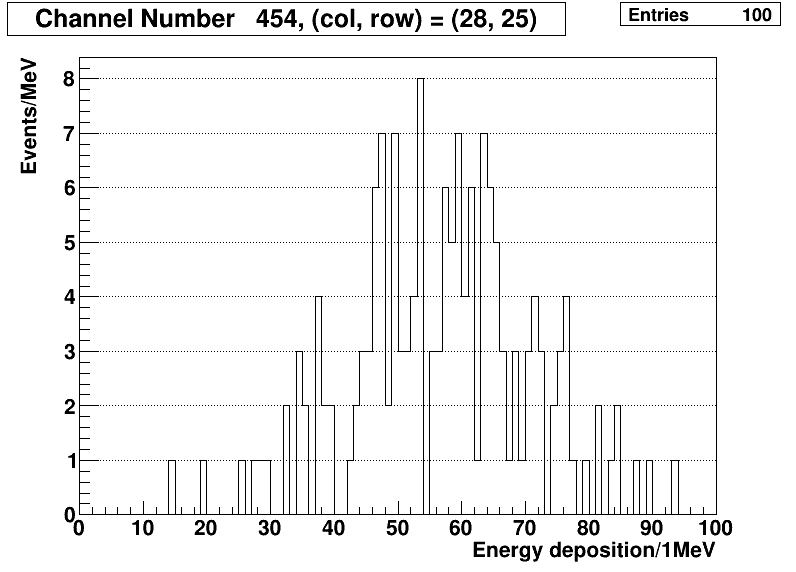 Channel Number 454, (col, row) = (28, 25)
Entries 100
Events/MeV
8
7
6
5
4
3
2
1
0
0 10 20 30 40 50 60 70 80 90 100
Energy deposition/1MeV